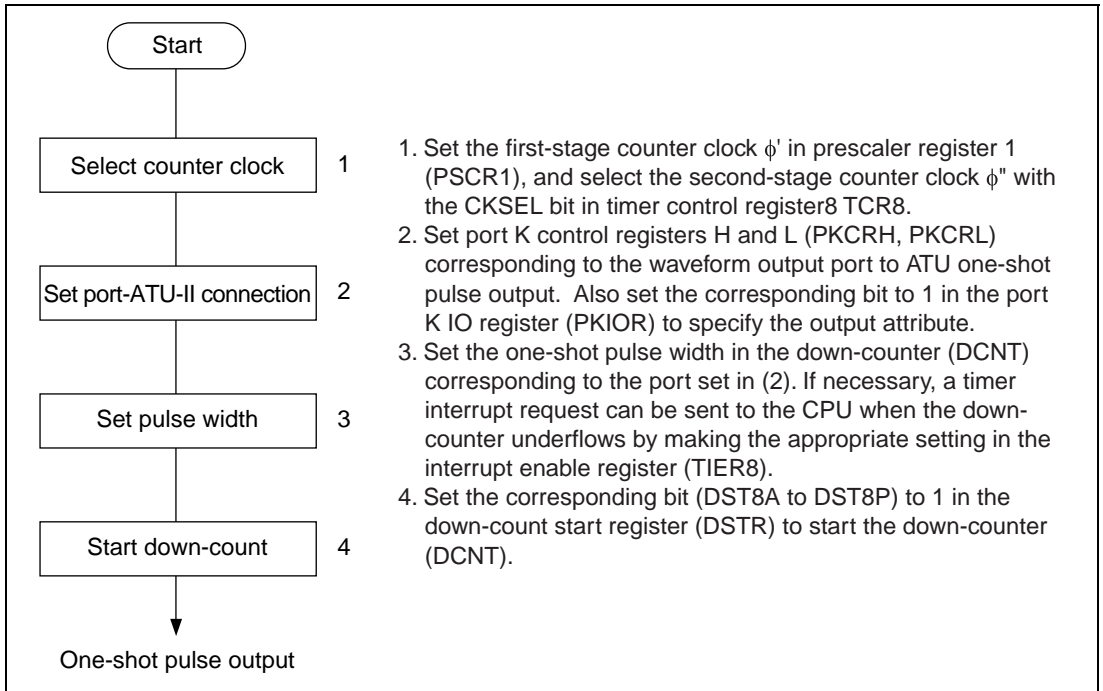 Start
Select counter clock
1
Set port-ATU-II connection
2
Set pulse width
3
Start down-count
4
One-shot pulse output
1. Set the first-stage counter clock ϕ' in prescaler register 1
(PSCR1), and select the second-stage counter clock ϕ" with
the CKSEL bit in timer control register8 TCR8.
2. Set port K control registers H and L (PKCRH, PKCRL)
corresponding to the waveform output port to ATU one-shot
pulse output.  Also set the corresponding bit to 1 in the port
K IO register (PKIOR) to specify the output attribute.
3. Set the one-shot pulse width in the down-counter (DCNT)
corresponding to the port set in (2). If necessary, a timer
interrupt request can be sent to the CPU when the down-
counter underflows by making the appropriate setting in the
interrupt enable register (TIER8).
4. Set the corresponding bit (DST8A to DST8P) to 1 in the
down-count start register (DSTR) to start the down-counter
(DCNT).